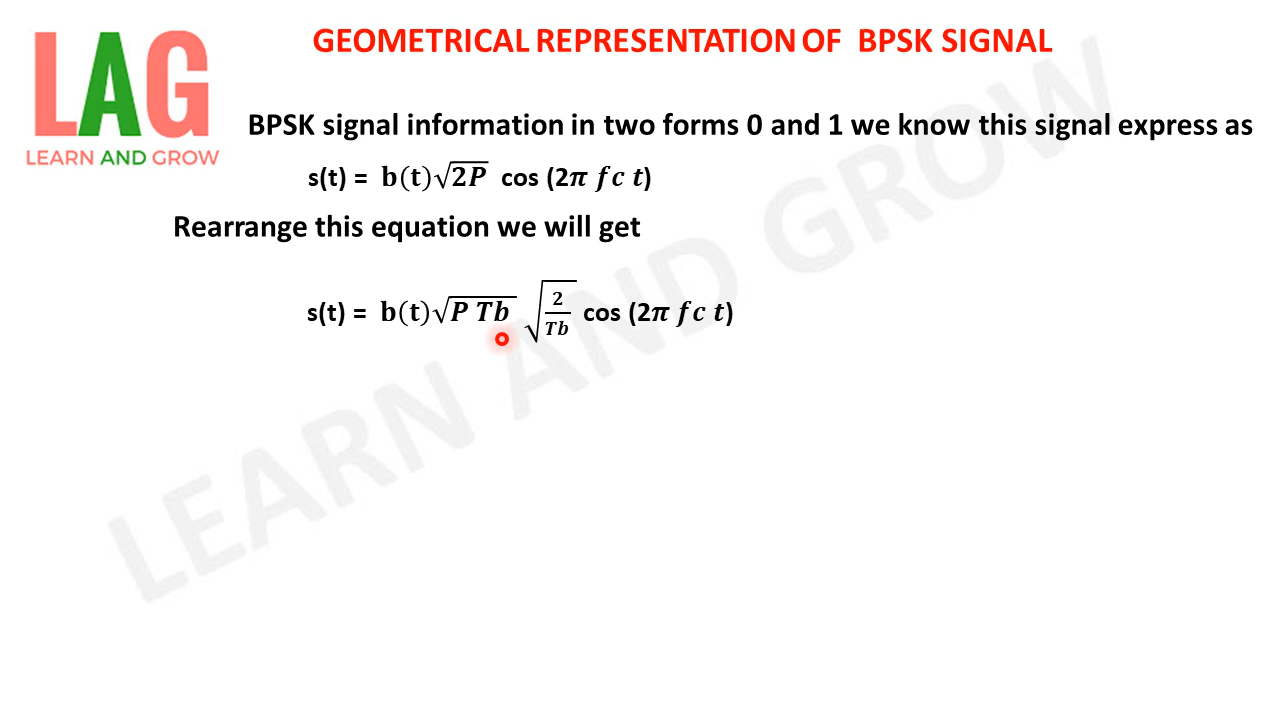 LAG
LEARN AND GROW
GEOMETRICAL REPRESENTATION OF BPSK SIGNAL
BPSK signal information in two forms 0 and 1 we know this signal express as
s(t) = b(t)√2P cos (2π fc t)
Rearrange this equation we will get
s(t) = b(t)√P Tb √2/Tb cos (2π fc t)
LEARN AND GROW